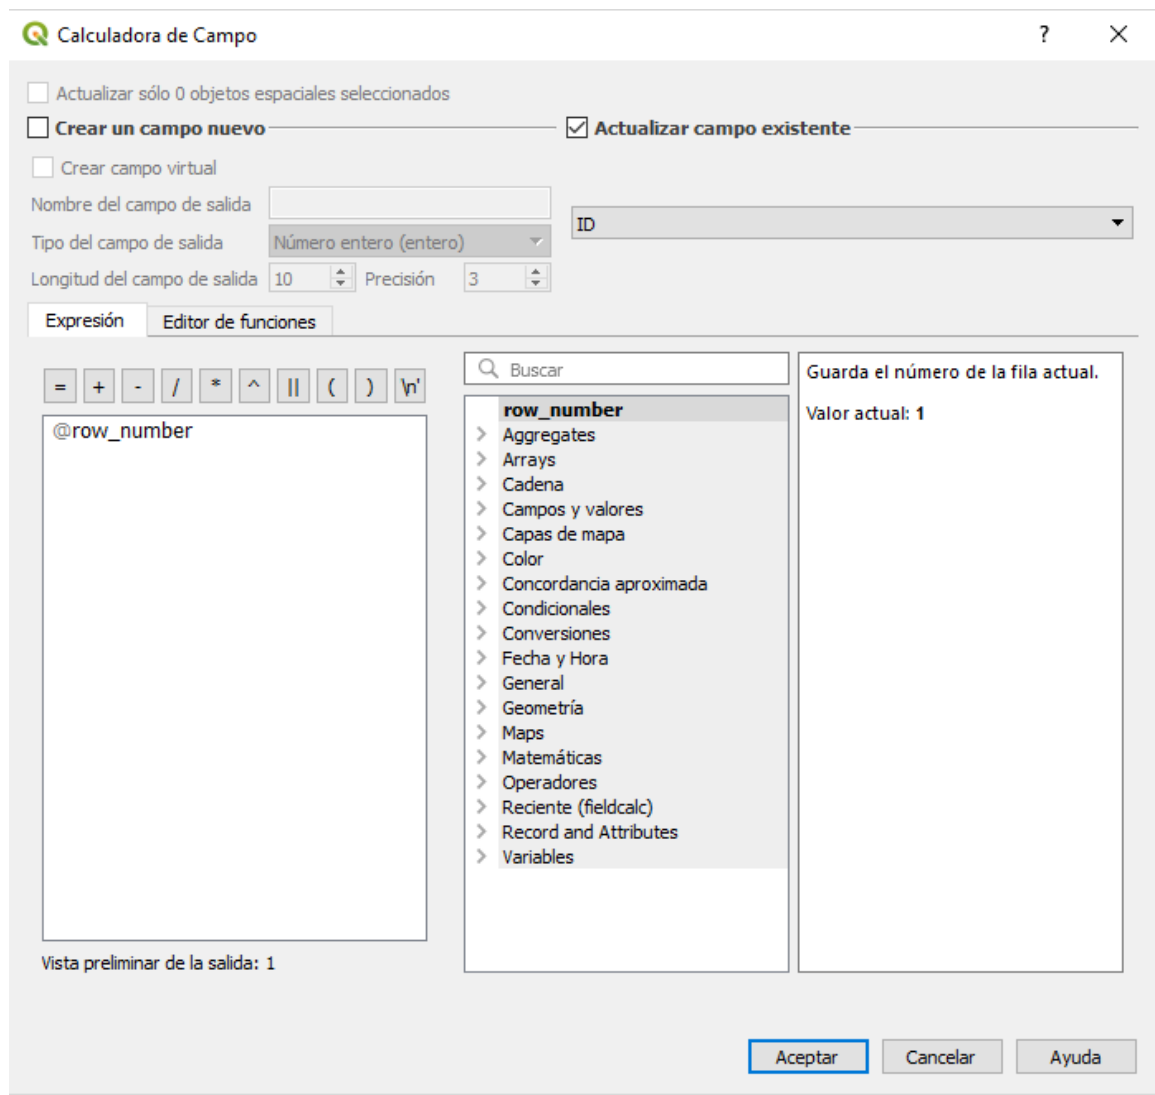 Calculadora de Campo
?
Actualizar sólo 0 objetos espaciales seleccionados
Crear un campo nuevo
Actualizar campo existente
Crear campo virtual
Nombre del campo de salida
ID
Tipo del campo de salida
Número entero (entero)
Longitud del campo de salida
10
Precisión
3
Expresión
Editor de funciones
= + - / * ^ || ( ) \n'
@row_number
Vista preliminar de la salida: 1
Buscar
row_number
Aggregates
Arrays
Cadena
Campos y valores
Capas de mapa
Color
Concordancia aproximada
Condicionales
Conversiones
Fecha y Hora
General
Geometría
Maps
Matemáticas
Operadores
Reciente (fieldcalc)
Record and Attributes
Variables
Guarda el número de la fila actual.
Valor actual: 1
Aceptar
Cancelar
Ayuda